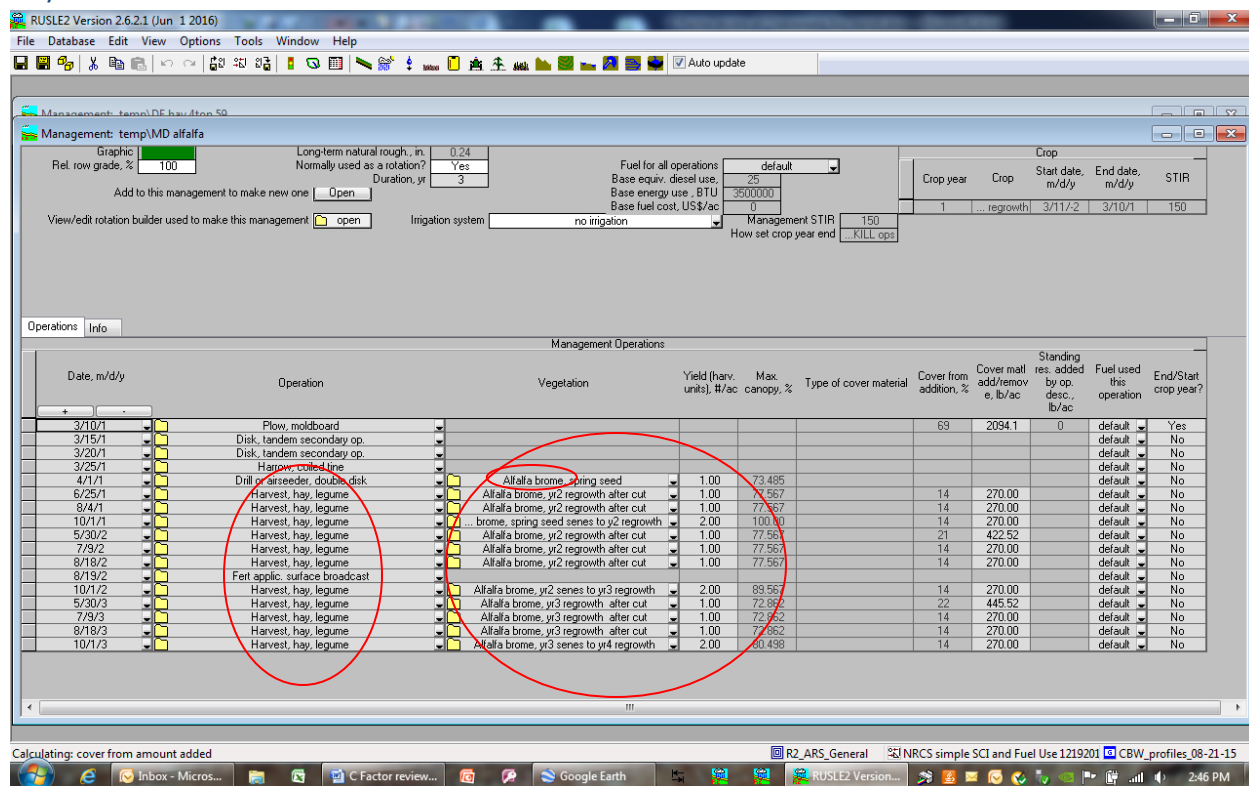 RUSLE2 Version 2.6.2.1 (Jun 1 2016)
File Database Edit View Options Tools Window Help
Auto update
Management: temp\MD alfalfa
Graphic
Long-term natural rough., in. 0.24
Rel. row grade, % 100
Normally used as a rotation? Yes
Duration, yr 3
Add to this management to make new one Open
Fuel for all operations default
Base equiv. diesel use, 25
Base energy use , BTU 3500000
Base fuel cost, US$/ac 0
View/edit rotation builder used to make this management open
Irrigation system no irrigation
Management STIR 150
How set crop year end ...KILL ops
Crop
Crop year Crop Start date, m/d/y End date, m/d/y STIR
1 ... regrowth 3/11/-2 3/10/1 150
Operations Info
Management Operations
Date, m/d/y Operation Vegetation Yield (harv. units), #/ac Max. canopy, % Type of cover material Cover from addition, % Cover matl add/remov e, lb/ac Standing res. added by op. desc., lb/ac Fuel used this operation End/Start crop year?
+ -
3/10/1 Plow, moldboard 69 2094.1 0 default Yes
3/15/1 Disk, tandem secondary op. default No
3/20/1 Disk, tandem secondary op. default No
3/25/1 Harrow, coiled tine default No
4/1/1 Drill or airseeder, double disk Alfalfa brome, spring seed 1.00 73.485 default No
6/25/1 Harvest, hay, legume Alfalfa brome, yr2 regrowth after cut 1.00 77.567 14 270.00 default No
8/4/1 Harvest, hay, legume Alfalfa brome, yr2 regrowth after cut 1.00 77.567 14 270.00 default No
10/1/1 Harvest, hay, legume ... brome, spring seed senes to y2 regrowth 2.00 100.00 14 270.00 default No
5/30/2 Harvest, hay, legume Alfalfa brome, yr2 regrowth after cut 1.00 77.567 21 422.52 default No
7/9/2 Harvest, hay, legume Alfalfa brome, yr2 regrowth after cut 1.00 77.567 14 270.00 default No
8/18/2 Harvest, hay, legume Alfalfa brome, yr2 regrowth after cut 1.00 77.567 14 270.00 default No
8/19/2 Fert applic. surface broadcast default No
10/1/2 Harvest, hay, legume Alfalfa brome, yr2 senes to yr3 regrowth 2.00 89.567 14 270.00 default No
5/30/3 Harvest, hay, legume Alfalfa brome, yr3 regrowth after cut 1.00 72.862 22 445.52 default No
7/9/3 Harvest, hay, legume Alfalfa brome, yr3 regrowth after cut 1.00 72.862 14 270.00 default No
8/18/3 Harvest, hay, legume Alfalfa brome, yr3 regrowth after cut 1.00 72.862 14 270.00 default No
10/1/3 Harvest, hay, legume Alfalfa brome, yr3 senes to yr4 regrowth 2.00 80.498 14 270.00 default No
Calculating: cover from amount added R2_ARS_General NRCS simple SCI and Fuel Use 1219201 CBW_profiles_08-21-15
Inbox - Micros... C Factor review... Google Earth RUSLE2 Version... 2:46 PM